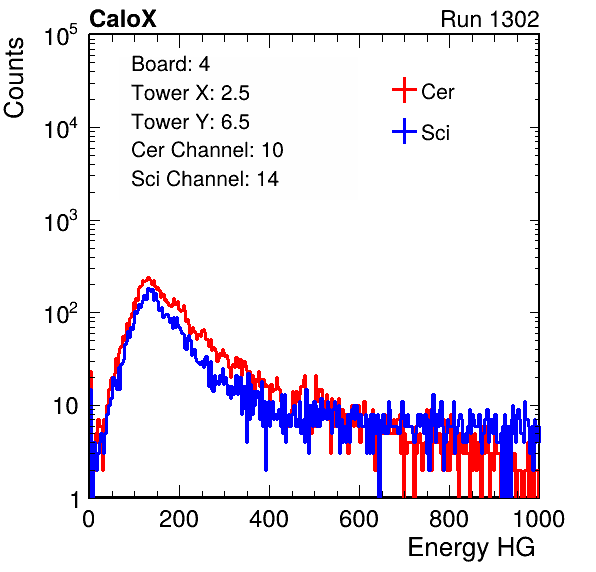 CaloX Run 1302
Counts
Board: 4
Tower X: 2.5
Tower Y: 6.5
Cer Channel: 10
Sci Channel: 14
Cer
Sci
10^5
10^4
10^3
10^2
10
1
0 200 400 600 800 1000
Energy HG